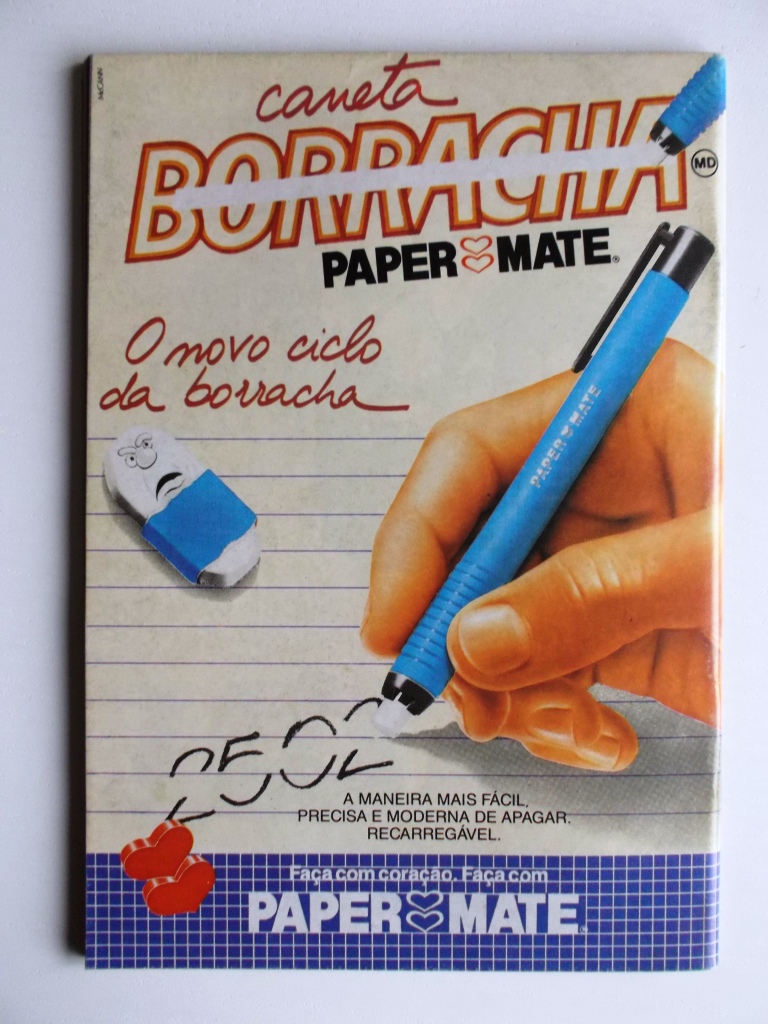 McCANN
caneta
BORRACHA
MD
PAPER MATE®
O novo ciclo
da borracha
PAPER MATE
A MANEIRA MAIS FÁCIL,
PRECISA E MODERNA DE APAGAR.
RECARREGÁVEL.
Faça com coração. Faça com
PAPER MATE